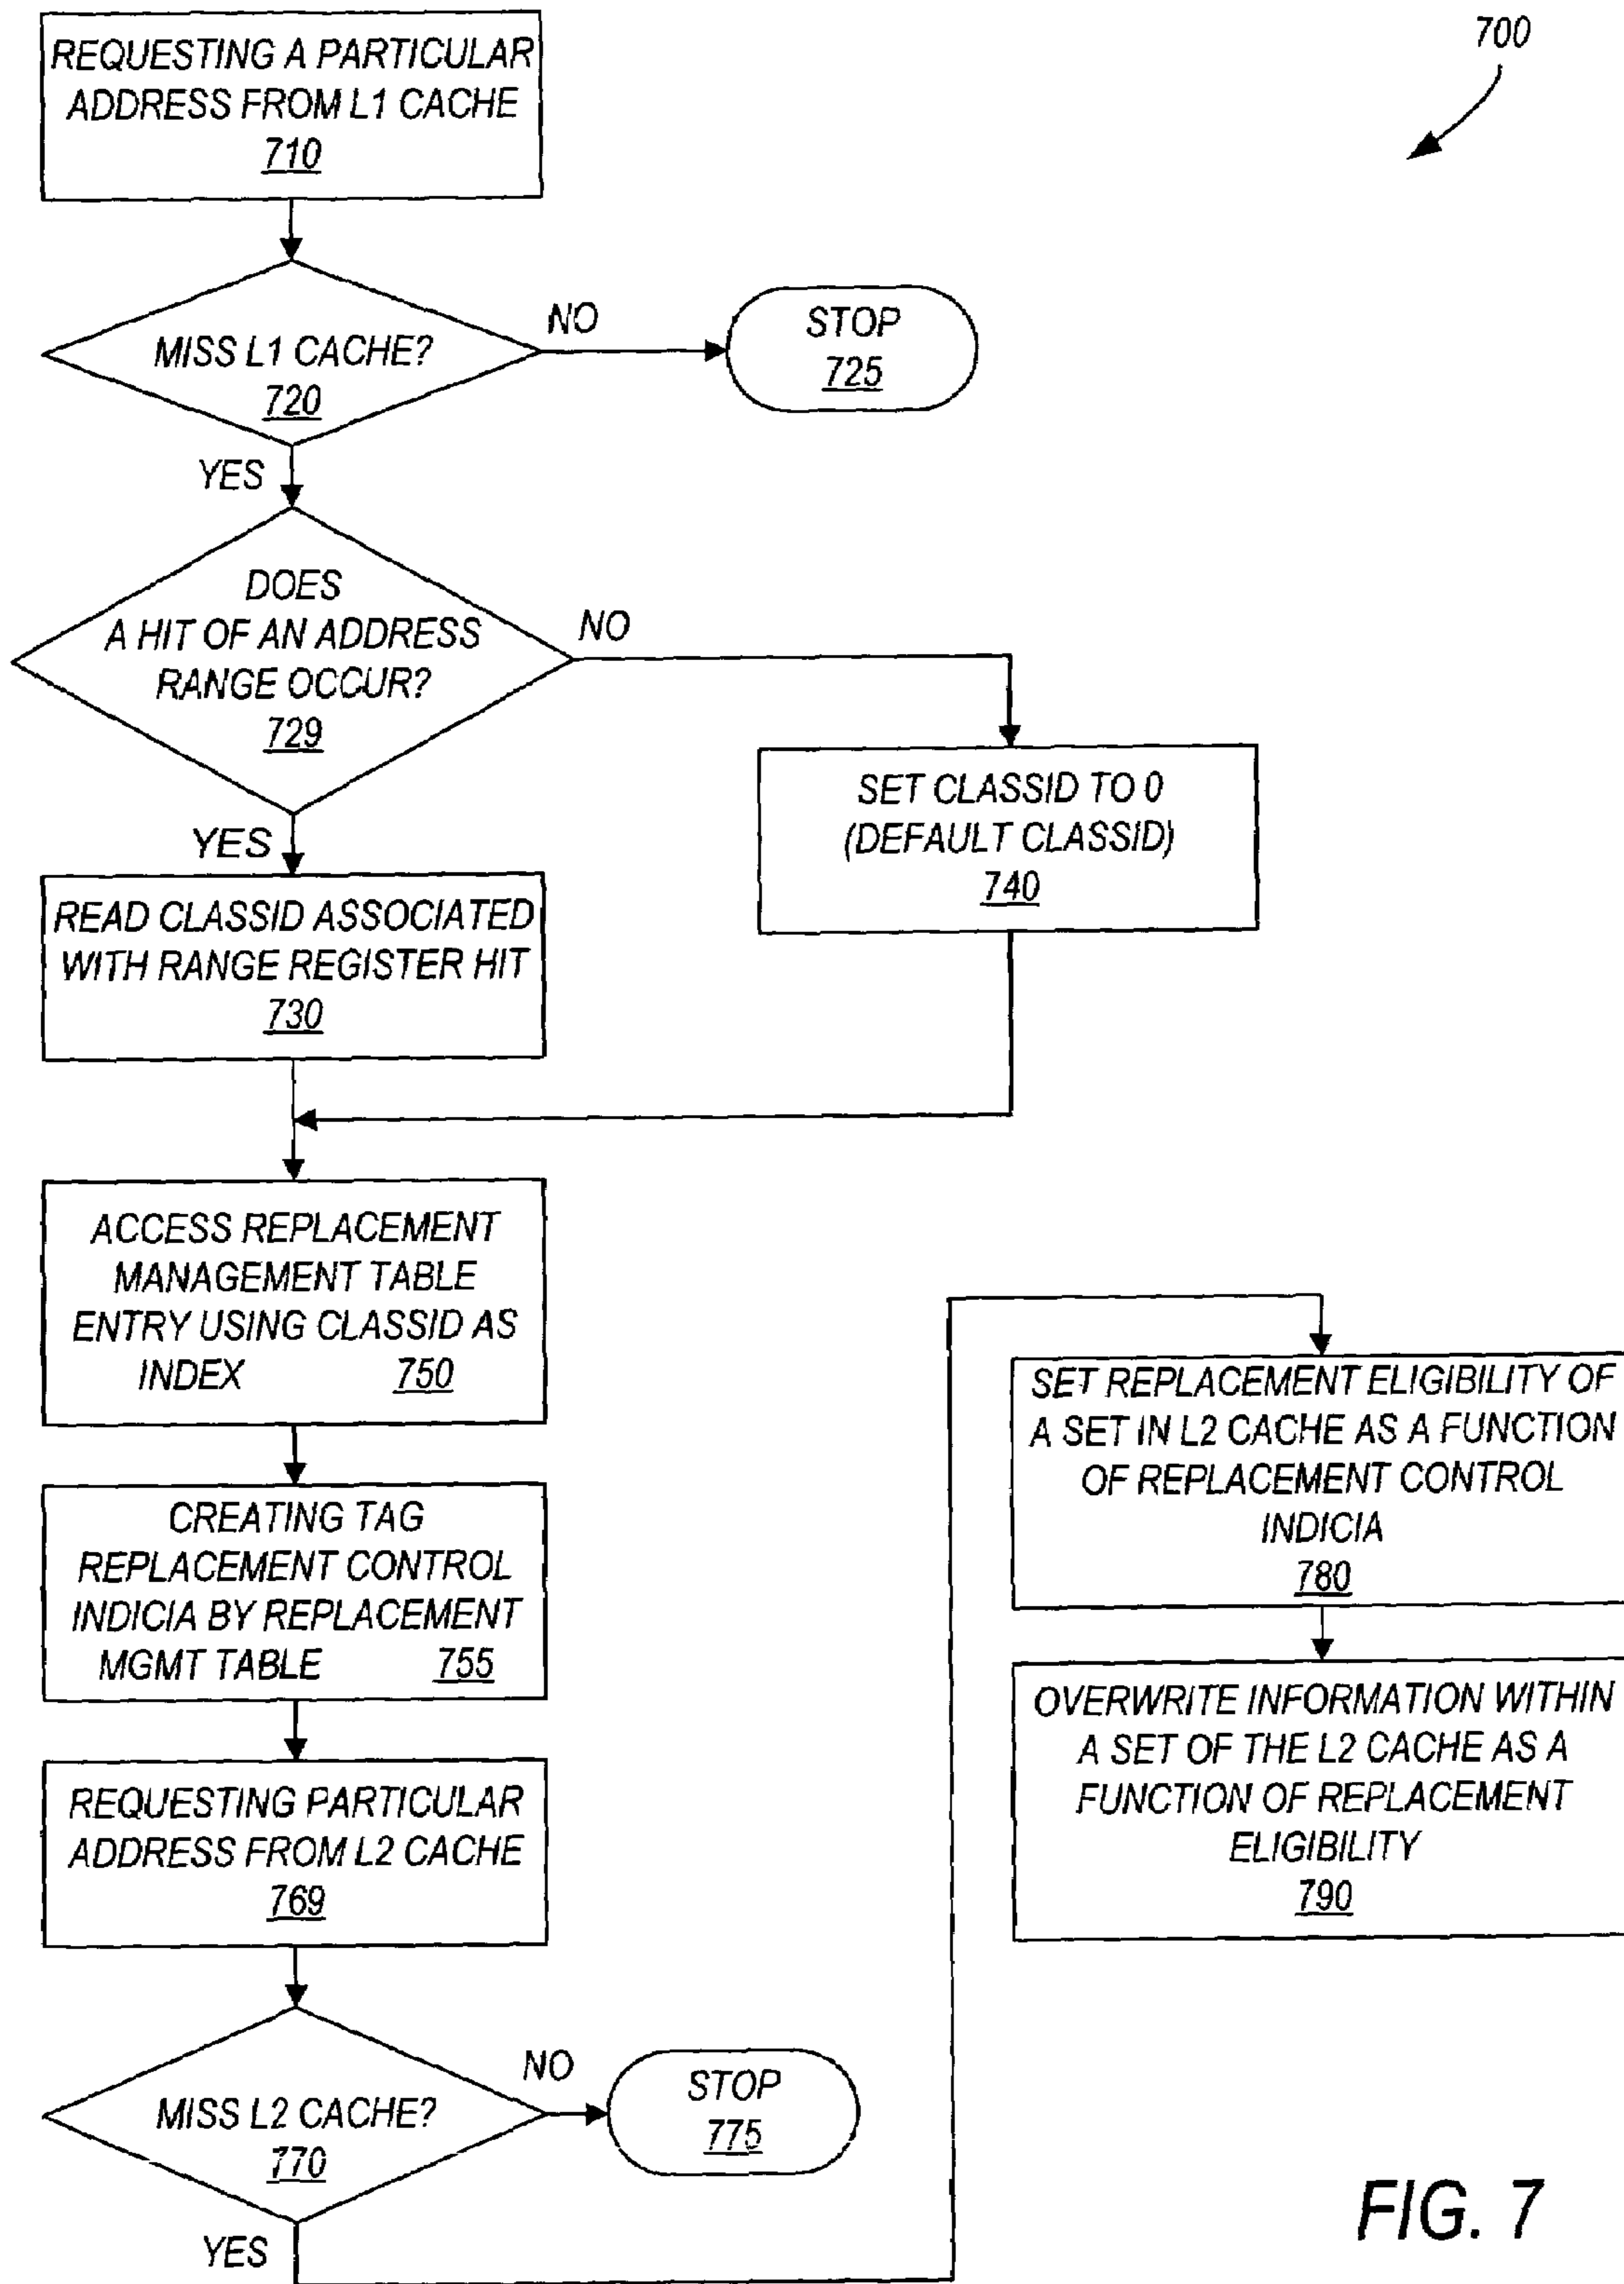 700
REQUESTING A PARTICULAR
ADDRESS FROM L1 CACHE
710
MISS L1 CACHE?
720
NO
STOP
725
YES
DOES
A HIT OF AN ADDRESS
RANGE OCCUR?
729
NO
SET CLASSID TO 0
(DEFAULT CLASSID)
740
YES
READ CLASSID ASSOCIATED
WITH RANGE REGISTER HIT
730
ACCESS REPLACEMENT
MANAGEMENT TABLE
ENTRY USING CLASSID AS
INDEX 750
CREATING TAG
REPLACEMENT CONTROL
INDICIA BY REPLACEMENT
MGMT TABLE 755
REQUESTING PARTICULAR
ADDRESS FROM L2 CACHE
769
MISS L2 CACHE?
770
NO
STOP
775
YES
SET REPLACEMENT ELIGIBILITY OF
A SET IN L2 CACHE AS A FUNCTION
OF REPLACEMENT CONTROL
INDICIA
780
OVERWRITE INFORMATION WITHIN
A SET OF THE L2 CACHE AS A
FUNCTION OF REPLACEMENT
ELIGIBILITY
790
FIG. 7